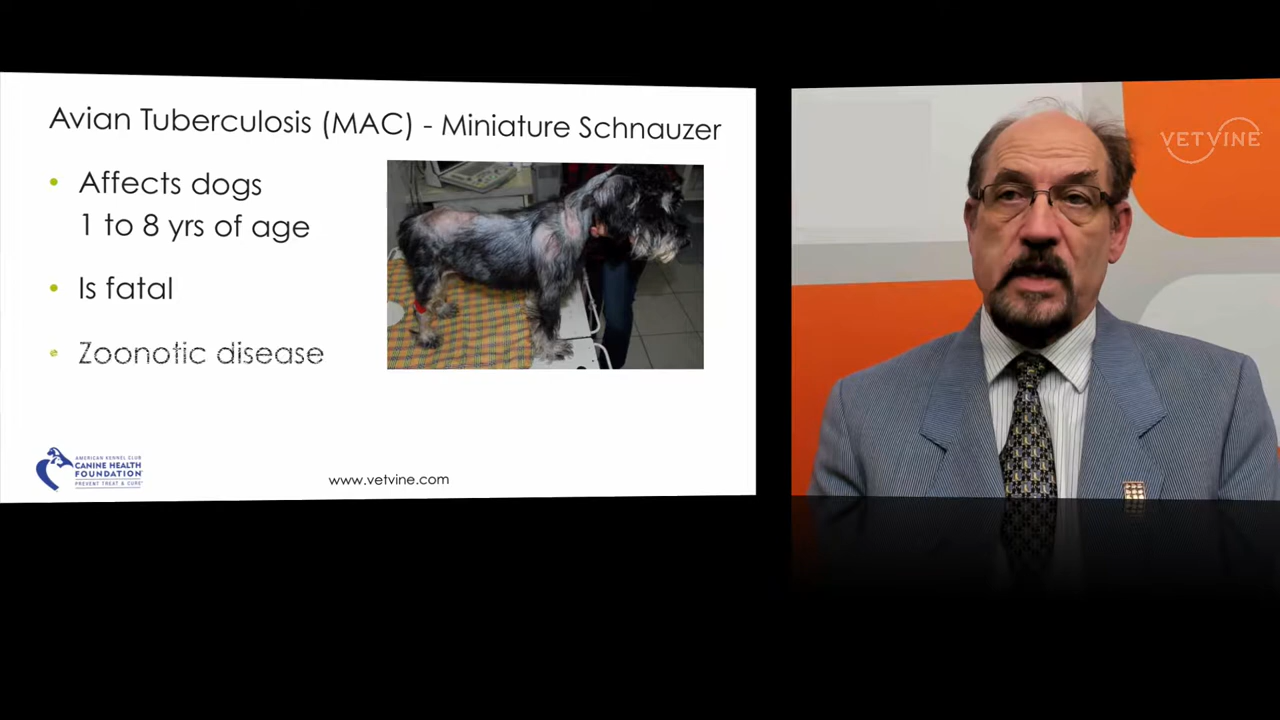 Avian Tuberculosis (MAC) - Miniature Schnauzer
• Affects dogs
1 to 8 yrs of age
• Is fatal
• Zoonotic disease
AMERICAN KENNEL CLUB
CANINE HEALTH
FOUNDATION
PREVENT TREAT & CURE
www.vetvine.com
VETVINE